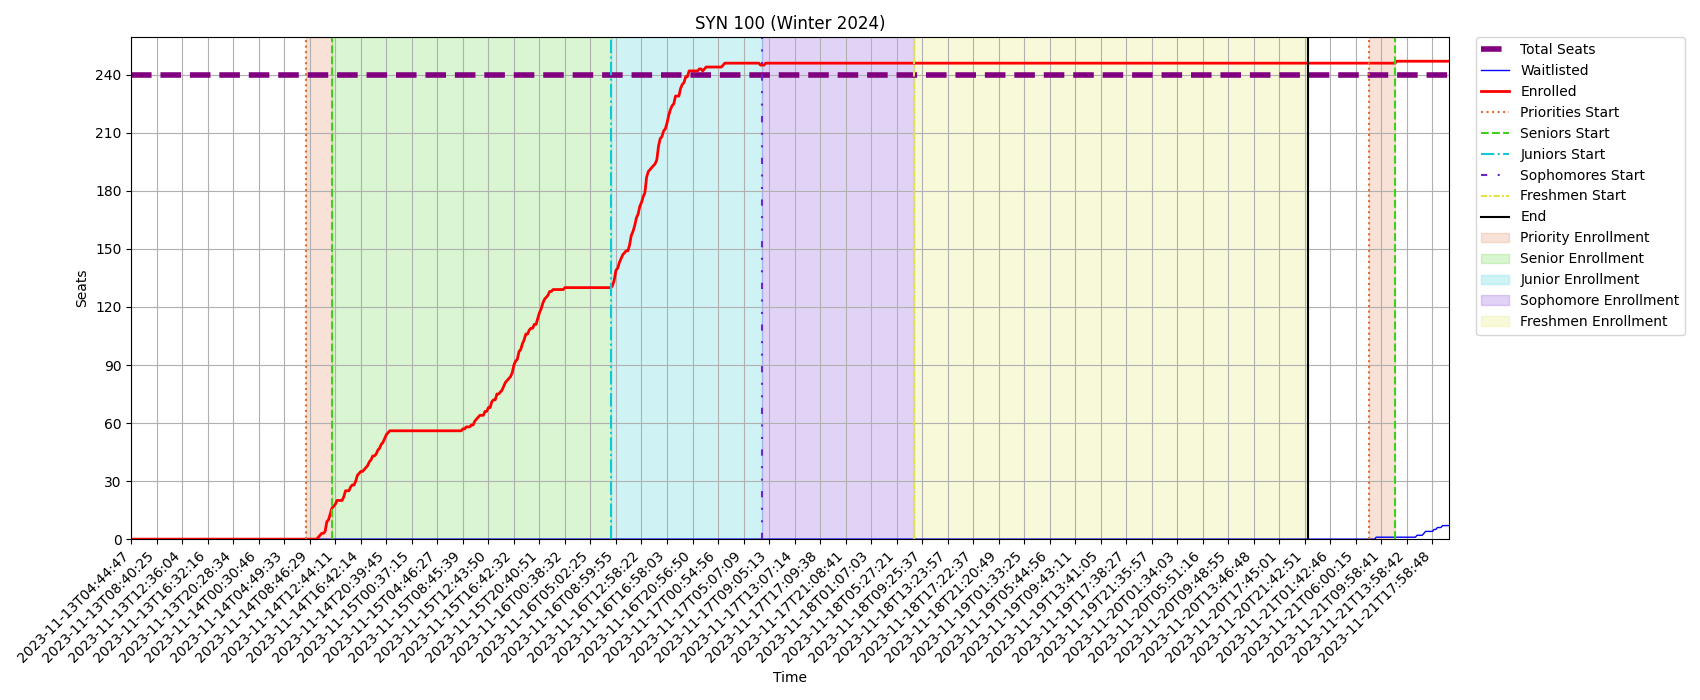 SYN 100 (Winter 2024)
Seats
240
210
180
150
120
90
60
30
0
2023-11-13T04:44:47
2023-11-13T08:40:25
2023-11-13T12:36:04
2023-11-13T16:32:16
2023-11-13T20:28:34
2023-11-14T00:30:46
2023-11-14T04:49:33
2023-11-14T08:46:29
2023-11-14T12:44:11
2023-11-14T16:42:14
2023-11-14T20:39:45
2023-11-15T00:37:15
2023-11-15T04:46:27
2023-11-15T08:45:39
2023-11-15T12:43:50
2023-11-15T16:42:32
2023-11-15T20:40:51
2023-11-16T00:38:32
2023-11-16T05:02:25
2023-11-16T08:59:55
2023-11-16T12:58:22
2023-11-16T16:58:03
2023-11-16T20:56:50
2023-11-17T00:54:56
2023-11-17T05:07:09
2023-11-17T09:05:12
2023-11-17T13:07:14
2023-11-17T17:09:38
2023-11-17T21:08:41
2023-11-18T01:07:03
2023-11-18T05:27:21
2023-11-18T09:25:37
2023-11-18T13:23:57
2023-11-18T17:22:37
2023-11-18T21:20:49
2023-11-19T01:33:25
2023-11-19T05:44:56
2023-11-19T09:43:11
2023-11-19T13:41:05
2023-11-19T17:38:27
2023-11-19T21:35:57
2023-11-20T01:34:03
2023-11-20T05:51:16
2023-11-20T09:48:55
2023-11-20T13:46:48
2023-11-20T17:45:01
2023-11-20T21:42:51
2023-11-21T01:42:46
2023-11-21T06:00:15
2023-11-21T09:58:41
2023-11-21T13:58:42
2023-11-21T17:58:48
Time
Total Seats
Waitlisted
Enrolled
Priorities Start
Seniors Start
Juniors Start
Sophomores Start
Freshmen Start
End
Priority Enrollment
Senior Enrollment
Junior Enrollment
Sophomore Enrollment
Freshmen Enrollment